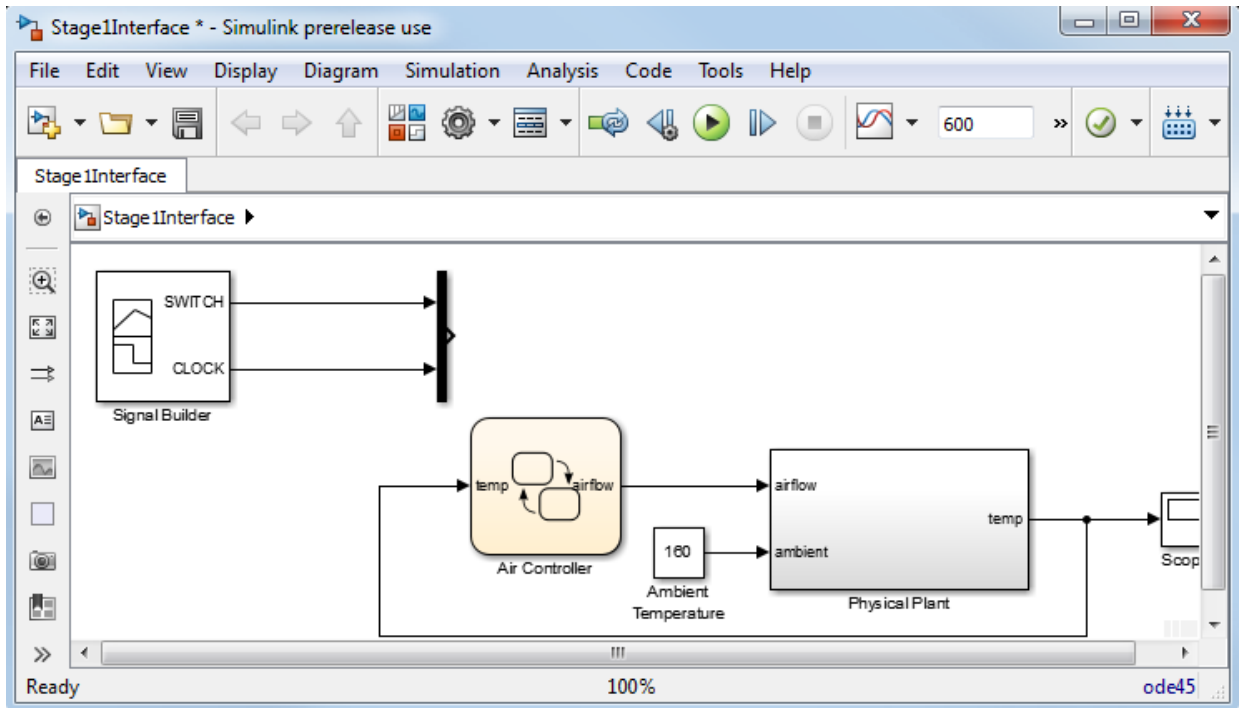 Stage1Interface * - Simulink prerelease use
File Edit View Display Diagram Simulation Analysis Code Tools Help
600 »
Stage1Interface
Stage1Interface
SWITCH
CLOCK
Signal Builder
temp airflow
Air Controller
160
Ambient
Temperature
airflow
temp
ambient
Physical Plant
Scop
Ready 100% ode45